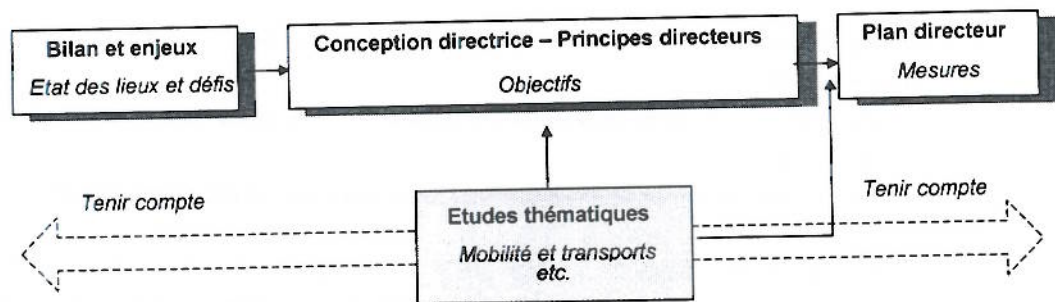 Bilan et enjeux
Etat des lieux et défis
Conception directrice – Principes directeurs
Objectifs
Plan directeur
Mesures
Tenir compte
Tenir compte
Etudes thématiques
Mobilité et transports
etc.